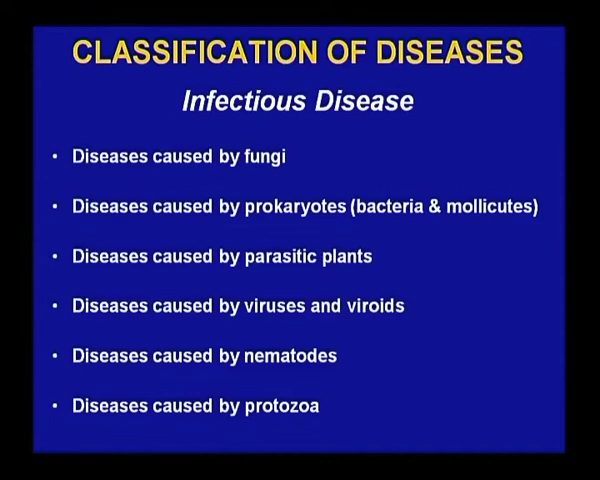 CLASSIFICATION OF DISEASES
Infectious Disease
• Diseases caused by fungi
• Diseases caused by prokaryotes (bacteria & mollicutes)
• Diseases caused by parasitic plants
• Diseases caused by viruses and viroids
• Diseases caused by nematodes
• Diseases caused by protozoa